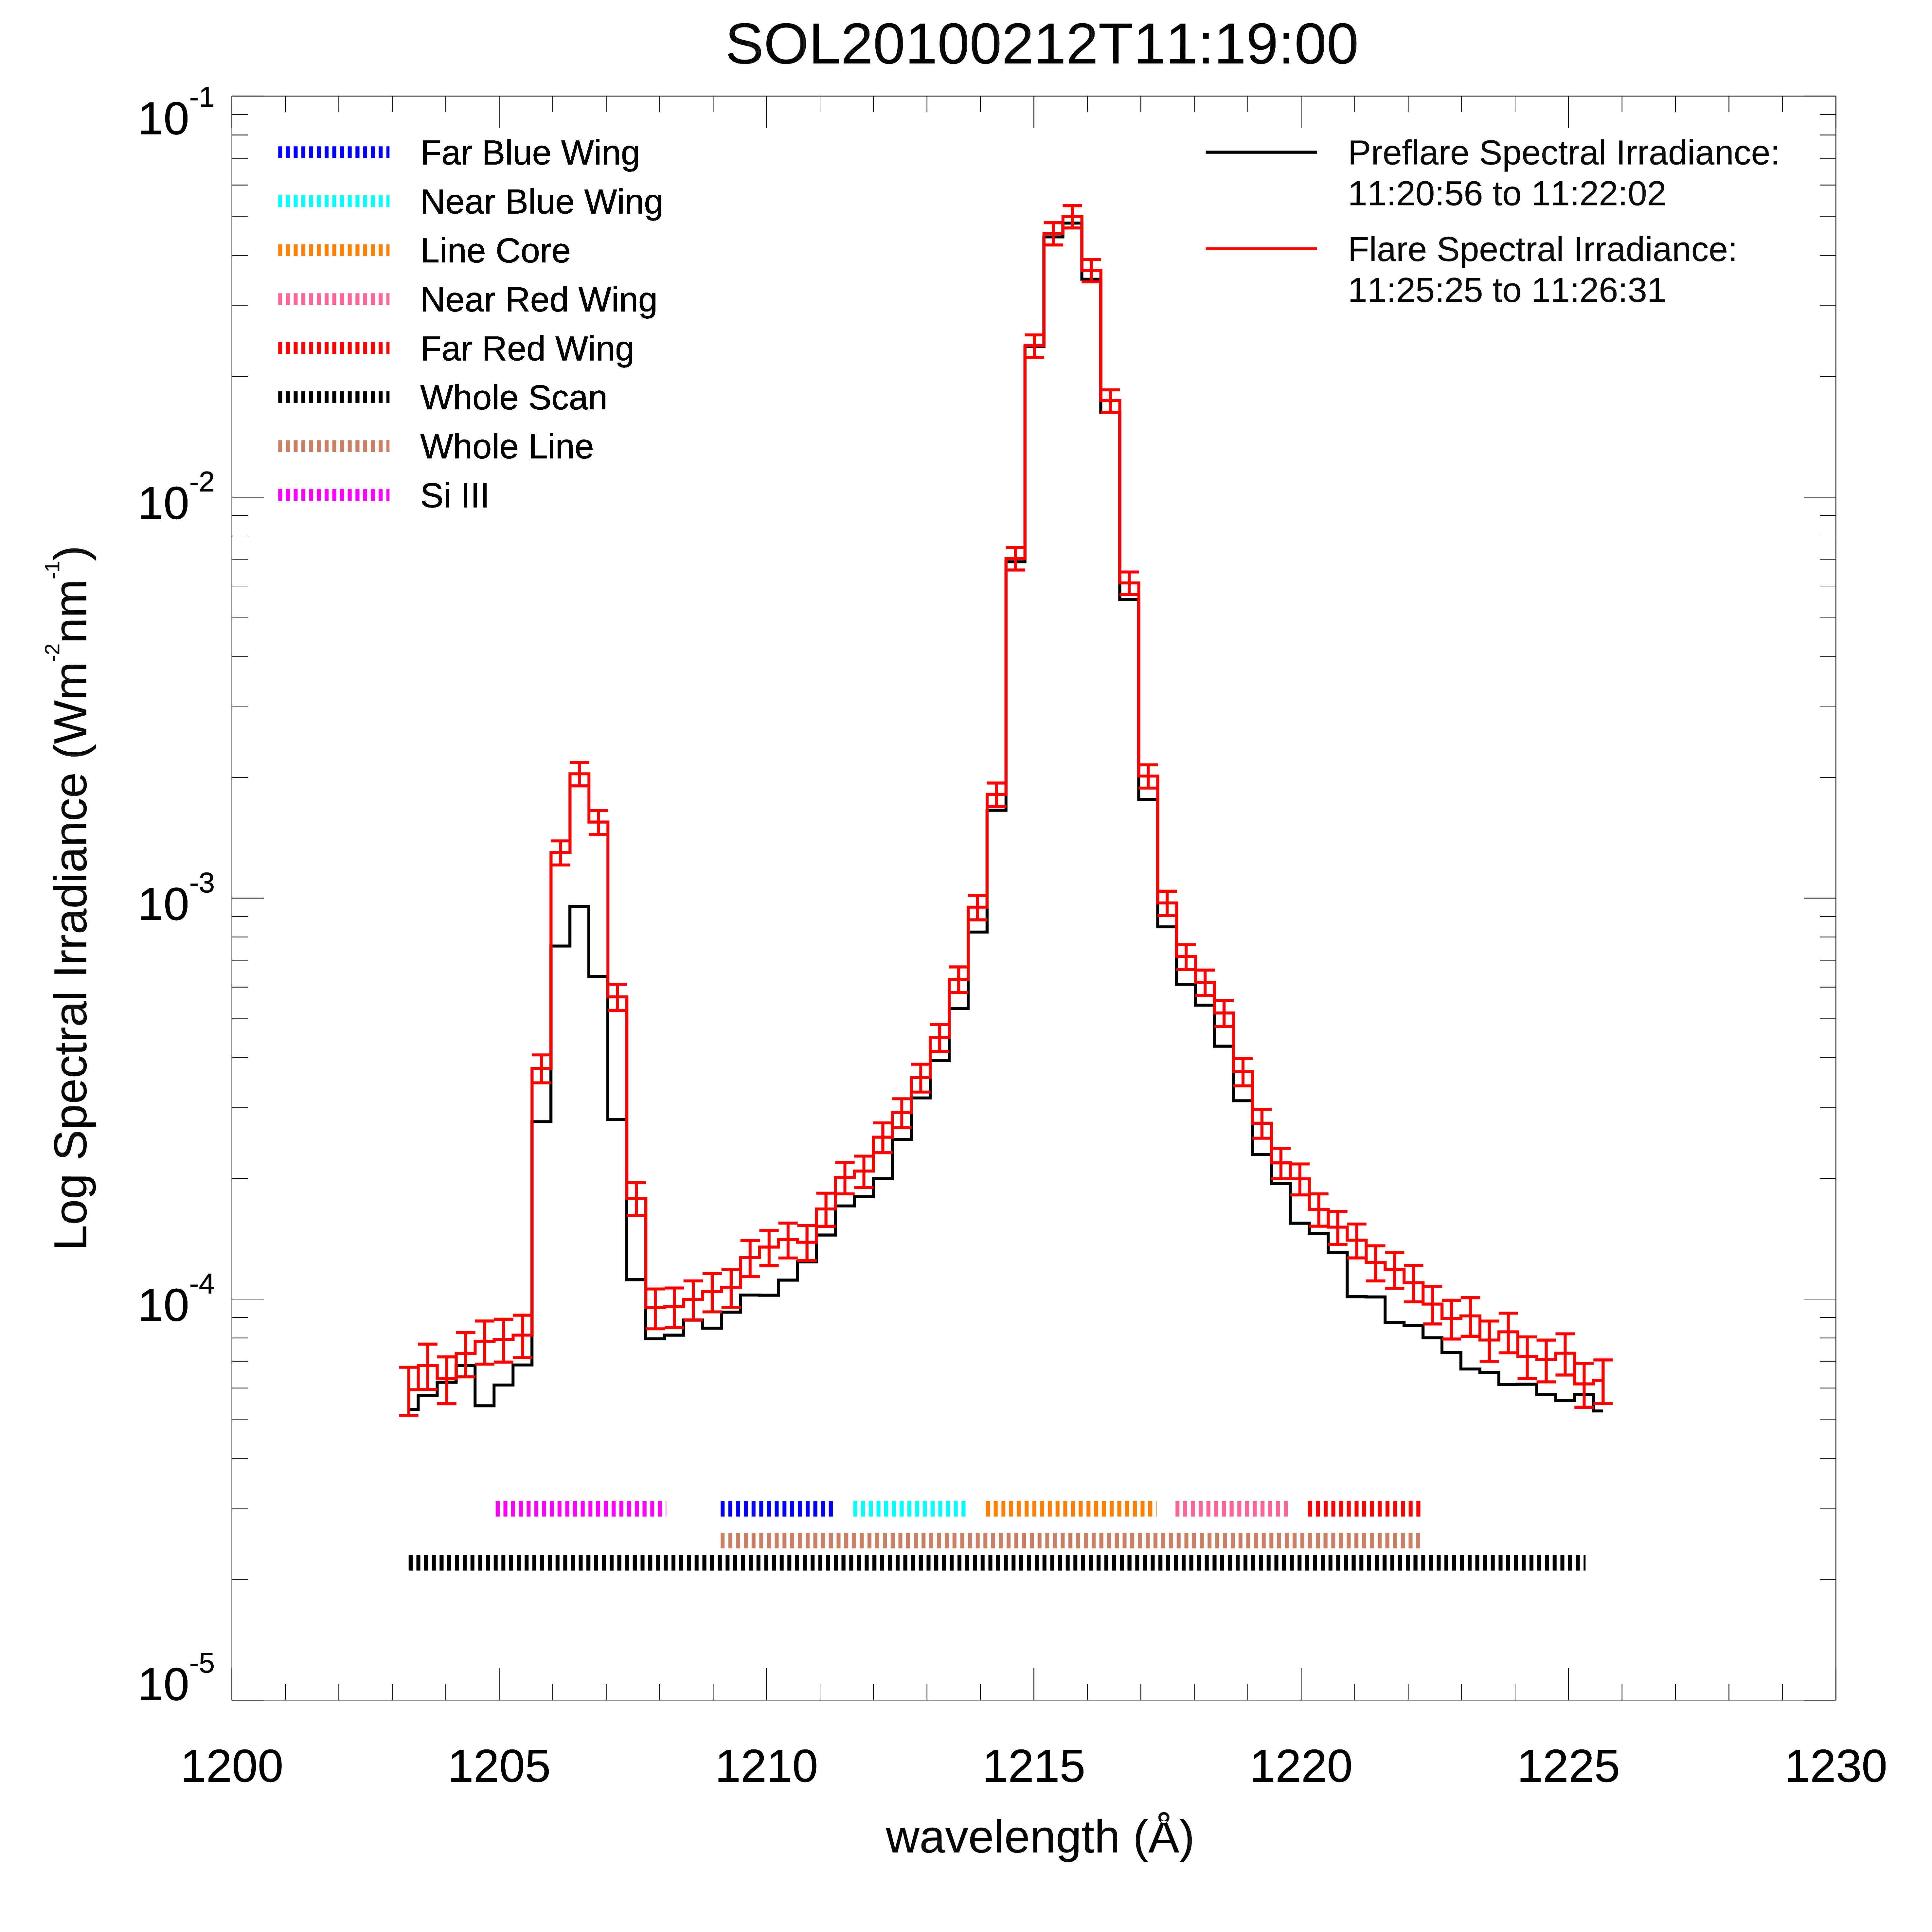 SOL20100212T11:19:00
Far Blue Wing
Near Blue Wing
Line Core
Near Red Wing
Far Red Wing
Whole Scan
Whole Line
Si III
Preflare Spectral Irradiance:
11:20:56 to 11:22:02
Flare Spectral Irradiance:
11:25:25 to 11:26:31
Log Spectral Irradiance (Wm⁻²nm⁻¹)
10⁻¹
10⁻²
10⁻³
10⁻⁴
10⁻⁵
1200 1205 1210 1215 1220 1225 1230
wavelength (Å)